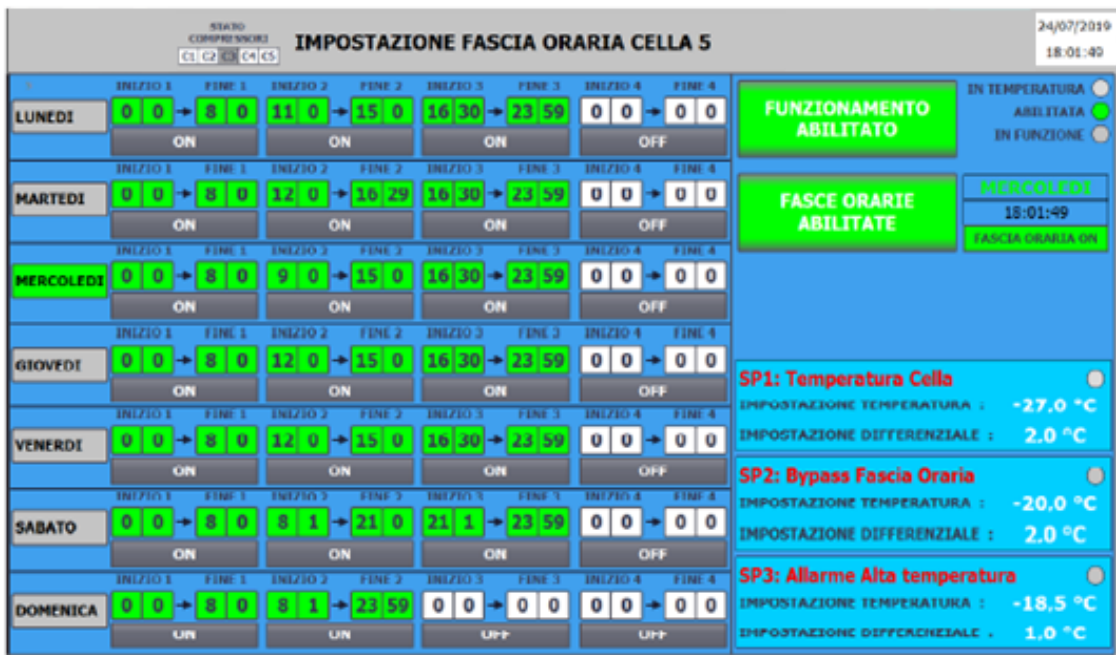 STATO
COMPRESSORI
C1 C2 C3 C4 C5
IMPOSTAZIONE FASCIA ORARIA CELLA 5
24/07/2019
18:01:49
INIZIO 1 FINE 1 INIZIO 2 FINE 2 INIZIO 3 FINE 3 INIZIO 4 FINE 4
LUNEDI 0 0 → 8 0 11 0 → 15 0 16 30 → 23 59 0 0 → 0 0
ON ON ON OFF
INIZIO 1 FINE 1 INIZIO 2 FINE 2 INIZIO 3 FINE 3 INIZIO 4 FINE 4
MARTEDI 0 0 → 8 0 12 0 → 16 29 16 30 → 23 59 0 0 → 0 0
ON ON ON OFF
INIZIO 1 FINE 1 INIZIO 2 FINE 2 INIZIO 3 FINE 3 INIZIO 4 FINE 4
MERCOLEDI 0 0 → 8 0 9 0 → 15 0 16 30 → 23 59 0 0 → 0 0
ON ON ON OFF
INIZIO 1 FINE 1 INIZIO 2 FINE 2 INIZIO 3 FINE 3 INIZIO 4 FINE 4
GIOVEDI 0 0 → 8 0 12 0 → 15 0 16 30 → 23 59 0 0 → 0 0
ON ON ON OFF
INIZIO 1 FINE 1 INIZIO 2 FINE 2 INIZIO 3 FINE 3 INIZIO 4 FINE 4
VENERDI 0 0 → 8 0 12 0 → 15 0 16 30 → 23 59 0 0 → 0 0
ON ON ON OFF
INIZIO 1 FINE 1 INIZIO 2 FINE 2 INIZIO 3 FINE 3 INIZIO 4 FINE 4
SABATO 0 0 → 8 0 8 1 → 21 0 21 1 → 23 59 0 0 → 0 0
ON ON ON OFF
INIZIO 1 FINE 1 INIZIO 2 FINE 2 INIZIO 3 FINE 3 INIZIO 4 FINE 4
DOMENICA 0 0 → 8 0 8 1 → 23 59 0 0 → 0 0 0 0 → 0 0
ON ON OFF OFF
FUNZIONAMENTO
ABILITATO
IN TEMPERATURA
ABILITATA
IN FUNZIONE
FASCE ORARIE
ABILITATE
MERCOLEDI
18:01:49
FASCIA ORARIA ON
SP1: Temperatura Cella
IMPOSTAZIONE TEMPERATURA : -27,0 °C
IMPOSTAZIONE DIFFERENZIALE : 2.0 °C
SP2: Bypass Fascia Oraria
IMPOSTAZIONE TEMPERATURA : -20,0 °C
IMPOSTAZIONE DIFFERENZIALE : 2,0 °C
SP3: Allarme Alta temperatura
IMPOSTAZIONE TEMPERATURA : -18,5 °C
IMPOSTAZIONE DIFFERENZIALE : 1,0 °C